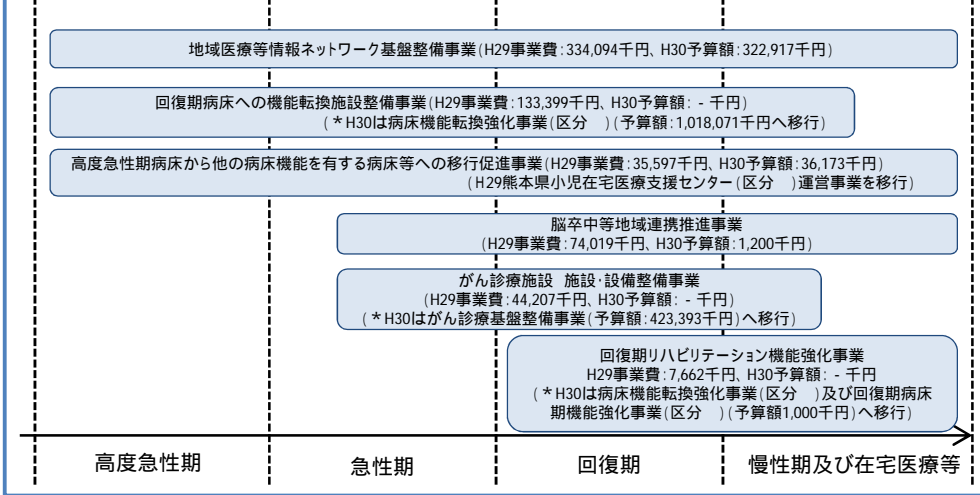 地域医療等情報ネットワーク基盤整備事業(H29事業費:334,094千円、H30予算額:322,917千円)
回復期病床への機能転換施設整備事業(H29事業費:133,399千円、H30予算額: - 千円)
(＊H30は病床機能転換強化事業(区分　)(予算額:1,018,071千円へ移行)
高度急性期病床から他の病床機能を有する病床等への移行促進事業(H29事業費:35,597千円、H30予算額:36,173千円)
(H29熊本県小児在宅医療支援センター(区分　)運営事業を移行)
脳卒中等地域連携推進事業
(H29事業費:74,019千円、H30予算額:1,200千円)
がん診療施設 施設・設備整備事業
(H29事業費:44,207千円、H30予算額: - 千円)
(＊H30はがん診療基盤整備事業(予算額:423,393千円)へ移行)
回復期リハビリテーション機能強化事業
H29事業費:7,662千円、H30予算額: - 千円
(＊H30は病床機能転換強化事業(区分　)及び回復期病床
期機能強化事業(区分　)(予算額1,000千円)へ移行)
高度急性期
急性期
回復期
慢性期及び在宅医療等